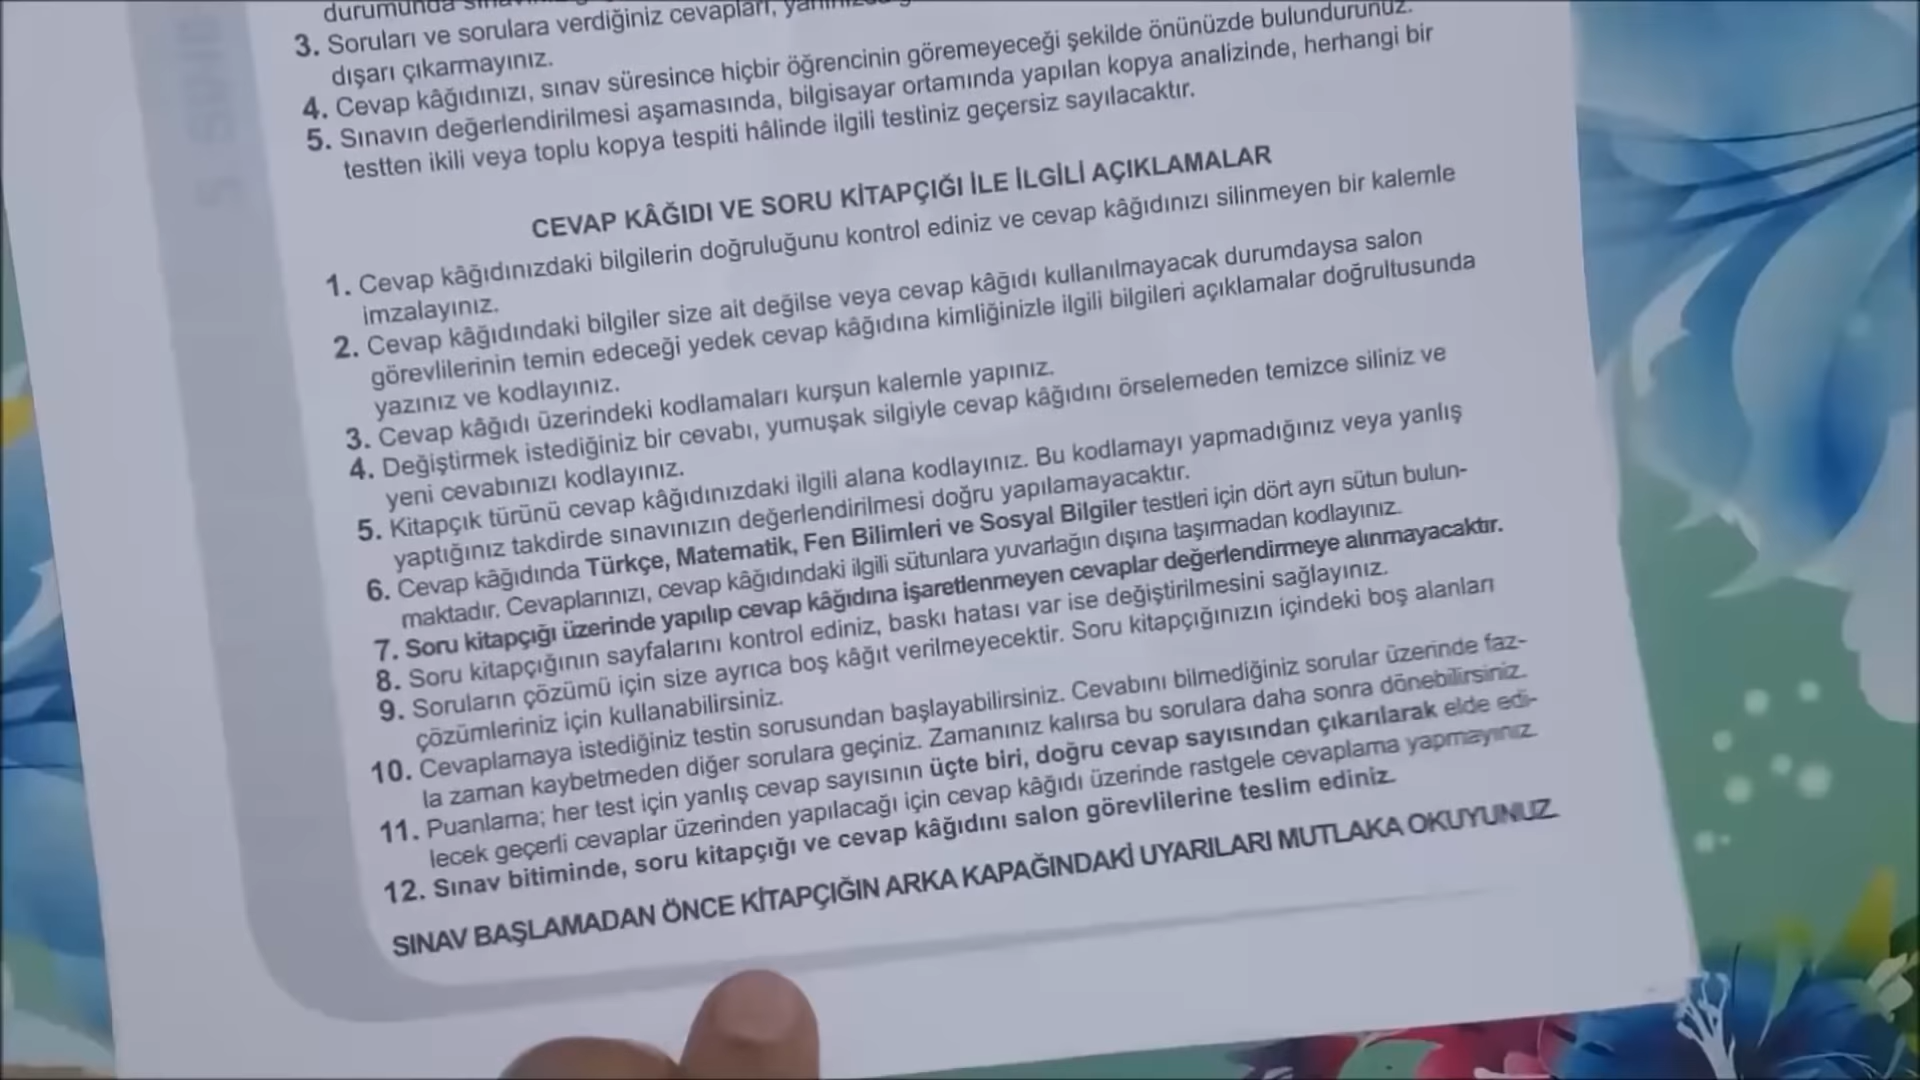 durumunda
3. Soruları ve sorulara verdiğiniz cevapları,
dışarı çıkarmayınız.
4. Cevap kâğıdınızı, sınav süresince hiçbir öğrencinin göremeyeceği şekilde önünüzde bulundurunuz.
5. Sınavın değerlendirilmesi aşamasında, bilgisayar ortamında yapılan kopya analizinde, herhangi bir
testten ikili veya toplu kopya tespiti hâlinde ilgili testiniz geçersiz sayılacaktır.
CEVAP KÂĞIDI VE SORU KİTAPÇIĞI İLE İLGİLİ AÇIKLAMALAR
1. Cevap kâğıdınızdaki bilgilerin doğruluğunu kontrol ediniz ve cevap kâğıdınızı silinmeyen bir kalemle
imzalayınız.
2. Cevap kâğıdındaki bilgiler size ait değilse veya cevap kâğıdı kullanılmayacak durumdaysa salon
görevlilerinin temin edeceği yedek cevap kâğıdına kimliğinizle ilgili bilgileri açıklamalar doğrultusunda
yazınız ve kodlayınız.
3. Cevap kâğıdı üzerindeki kodlamaları kurşun kalemle yapınız.
4. Değiştirmek istediğiniz bir cevabı, yumuşak silgiyle cevap kâğıdını örselemeden temizce siliniz ve
yeni cevabınızı kodlayınız.
5. Kitapçık türünü cevap kâğıdınızdaki ilgili alana kodlayınız. Bu kodlamayı yapmadığınız veya yanlış
yaptığınız takdirde sınavınızın değerlendirilmesi doğru yapılamayacaktır.
6. Cevap kâğıdında Türkçe, Matematik, Fen Bilimleri ve Sosyal Bilgiler testleri için dört ayrı sütun bulun-
maktadır. Cevaplarınızı, cevap kâğıdındaki ilgili sütunlara yuvarlağın dışına taşırmadan kodlayınız.
7. Soru kitapçığı üzerinde yapılıp cevap kâğıdına işaretlenmeyen cevaplar değerlendirmeye alınmayacaktır.
8. Soru kitapçığının sayfalarını kontrol ediniz, baskı hatası var ise değiştirilmesini sağlayınız.
9. Soruların çözümü için size ayrıca boş kâğıt verilmeyecektir. Soru kitapçığınızın içindeki boş alanları
çözümleriniz için kullanabilirsiniz.
10. Cevaplamaya istediğiniz testin sorusundan başlayabilirsiniz. Cevabını bilmediğiniz sorular üzerinde faz-
la zaman kaybetmeden diğer sorulara geçiniz. Zamanınız kalırsa bu sorulara daha sonra dönebilirsiniz.
11. Puanlama; her test için yanlış cevap sayısının üçte biri, doğru cevap sayısından çıkarılarak elde edi-
lecek geçerli cevaplar üzerinden yapılacağı için cevap kâğıdı üzerinde rastgele cevaplama yapmayınız.
12. Sınav bitiminde, soru kitapçığı ve cevap kâğıdını salon görevlilerine teslim ediniz.
SINAV BAŞLAMADAN ÖNCE KİTAPÇIĞIN ARKA KAPAĞINDAKİ UYARILARI MUTLAKA OKUYUNUZ.